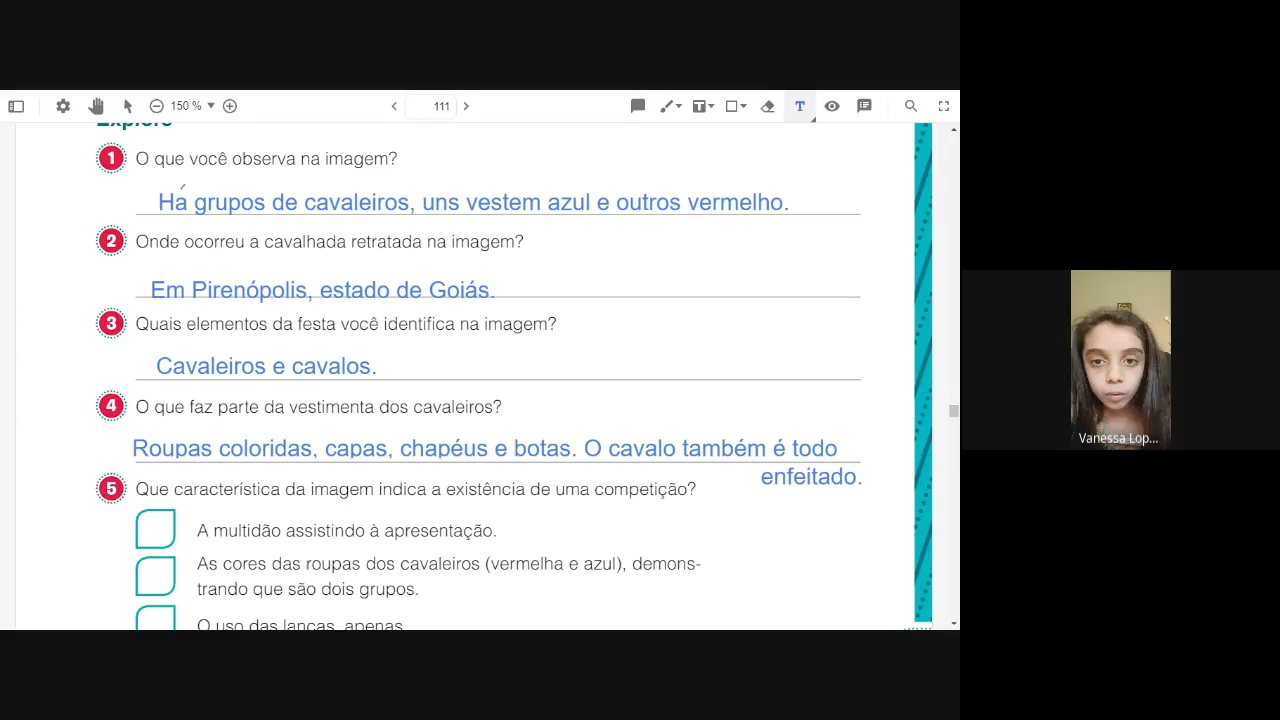 150 %
111
Explore
1 O que você observa na imagem?
Há grupos de cavaleiros, uns vestem azul e outros vermelho.
2 Onde ocorreu a cavalhada retratada na imagem?
Em Pirenópolis, estado de Goiás.
3 Quais elementos da festa você identifica na imagem?
Cavaleiros e cavalos.
4 O que faz parte da vestimenta dos cavaleiros?
Roupas coloridas, capas, chapéus e botas. O cavalo também é todo
enfeitado.
5 Que característica da imagem indica a existência de uma competição?
A multidão assistindo à apresentação.
As cores das roupas dos cavaleiros (vermelha e azul), demons-
trando que são dois grupos.
O uso das lanças, apenas.
Vanessa Lop...